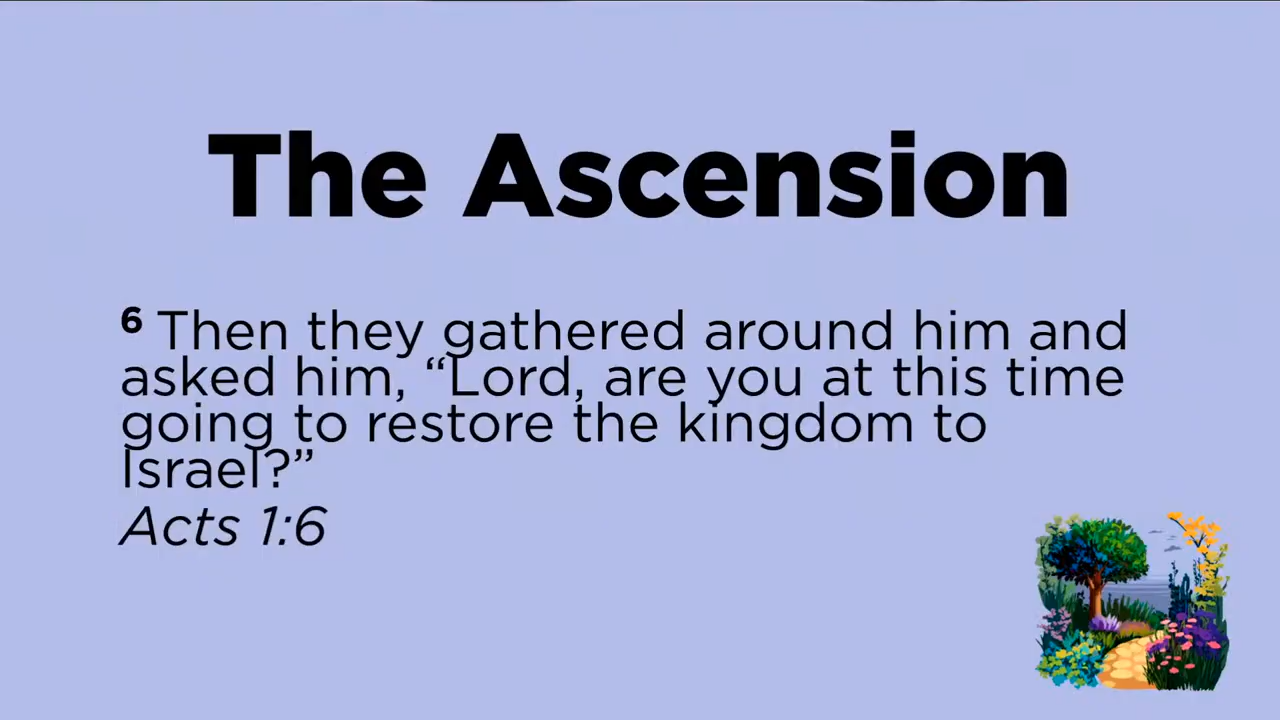 The Ascension
6 Then they gathered around him and
asked him, “Lord, are you at this time
going to restore the kingdom to
Israel?”
Acts 1:6